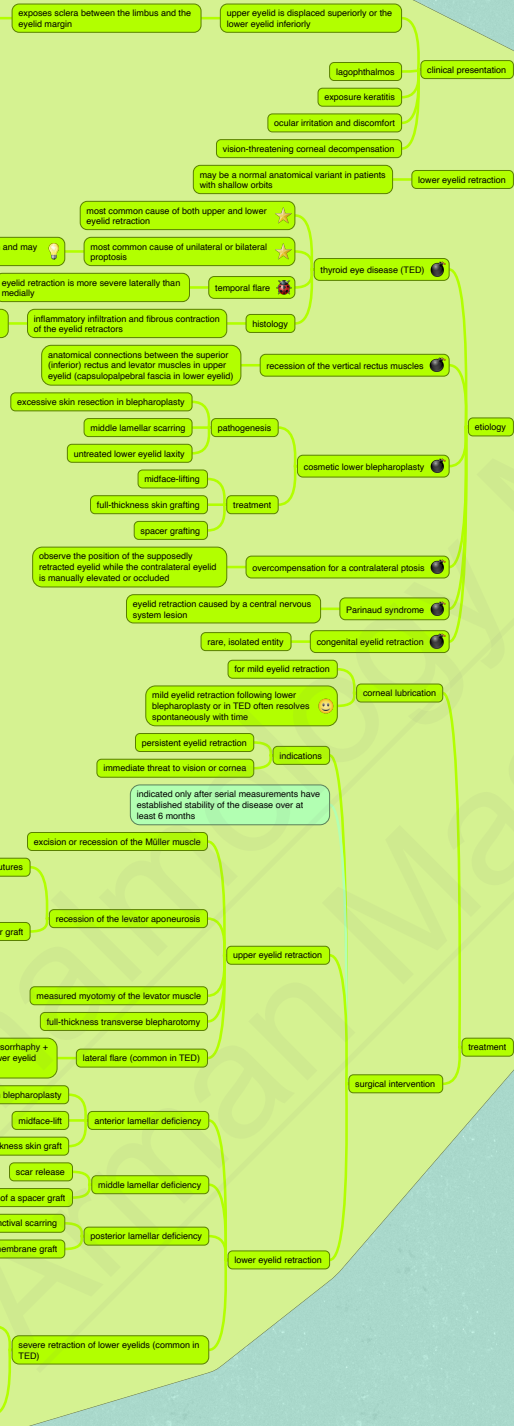 exposes sclera between the limbus and the
eyelid margin
upper eyelid is displaced superiorly or the
lower eyelid inferiorly
lagophthalmos
exposure keratitis
ocular irritation and discomfort
vision-threatening corneal decompensation
clinical presentation
may be a normal anatomical variant in patients
with shallow orbits
lower eyelid retraction
most common cause of both upper and lower
eyelid retraction
and may
most common cause of unilateral or bilateral
proptosis
eyelid retraction is more severe laterally than
medially
temporal flare
inflammatory infiltration and fibrous contraction
of the eyelid retractors
histology
thyroid eye disease (TED)
anatomical connections between the superior
(inferior) rectus and levator muscles in upper
eyelid (capsulopalpebral fascia in lower eyelid)
recession of the vertical rectus muscles
excessive skin resection in blepharoplasty
middle lamellar scarring
untreated lower eyelid laxity
pathogenesis
midface-lifting
full-thickness skin grafting
spacer grafting
treatment
cosmetic lower blepharoplasty
etiology
observe the position of the supposedly
retracted eyelid while the contralateral eyelid
is manually elevated or occluded
overcompensation for a contralateral ptosis
eyelid retraction caused by a central nervous
system lesion
Parinaud syndrome
rare, isolated entity
congenital eyelid retraction
for mild eyelid retraction
mild eyelid retraction following lower
blepharoplasty or in TED often resolves
spontaneously with time
corneal lubrication
persistent eyelid retraction
immediate threat to vision or cornea
indications
indicated only after serial measurements have
established stability of the disease over at
least 6 months
excision or recession of the Müller muscle
utures
r graft
recession of the levator aponeurosis
measured myotomy of the levator muscle
full-thickness transverse blepharotomy
sorrhaphy +
wer eyelid
lateral flare (common in TED)
upper eyelid retraction
treatment
surgical intervention
blepharoplasty
midface-lift
kness skin graft
anterior lamellar deficiency
scar release
of a spacer graft
middle lamellar deficiency
nctival scarring
nembrane graft
posterior lamellar deficiency
lower eyelid retraction
severe retraction of lower eyelids (common in
TED)